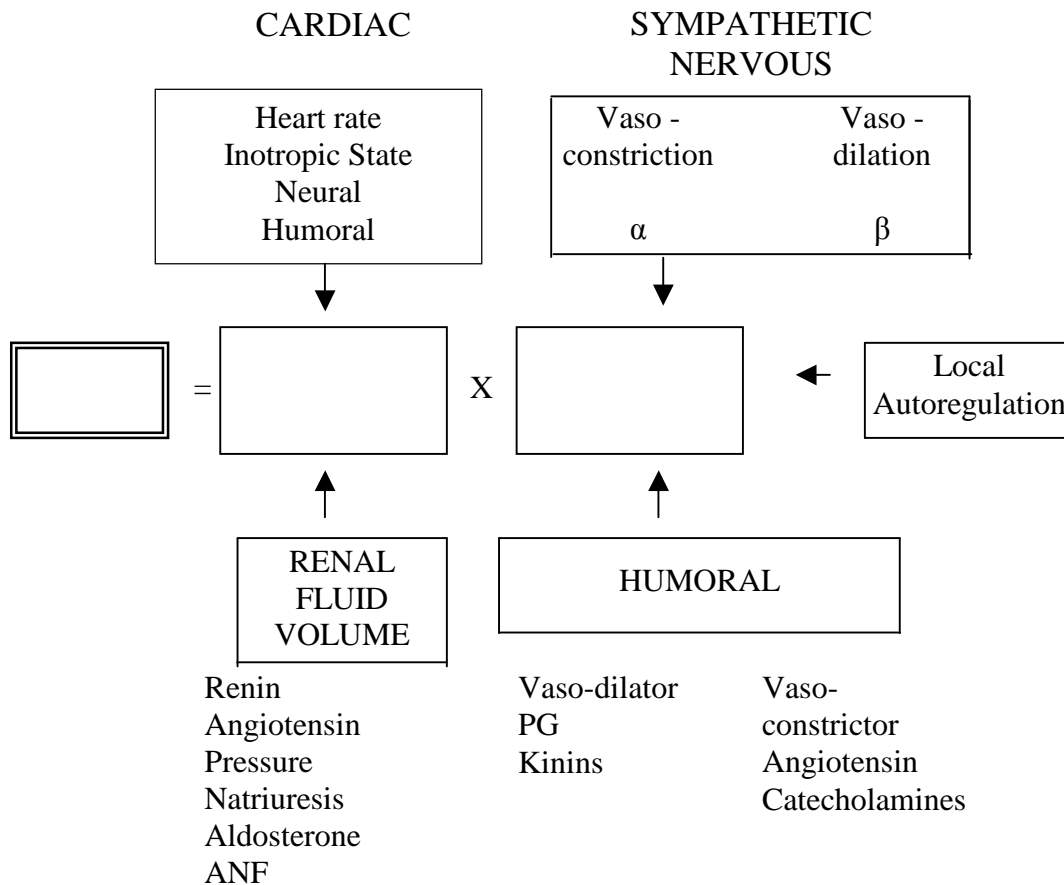 CARDIAC
SYMPATHETIC
NERVOUS
Heart rate
Inotropic State
Neural
Humoral
Vaso -
constriction
α
Vaso -
dilation
β
=
X
Local
Autoregulation
RENAL
FLUID
VOLUME
HUMORAL
Renin
Angiotensin
Pressure
Natriuresis
Aldosterone
ANF
Vaso-dilator
PG
Kinins
Vaso-
constrictor
Angiotensin
Catecholamines